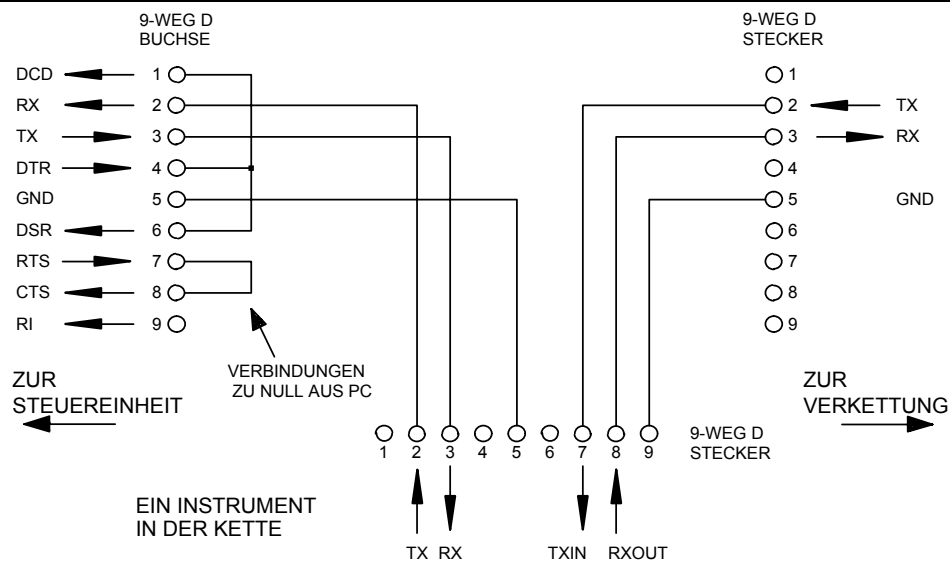 9-WEG D
BUCHSE
9-WEG D
STECKER
DCD 1
RX 2
TX 3
DTR 4
GND 5
DSR 6
RTS 7
CTS 8
RI 9
1
2 TX
3 RX
4
5 GND
6
7
8
9
VERBINDUNGEN
ZU NULL AUS PC
ZUR
STEUEREINHEIT
ZUR
VERKETTUNG
1 2 3 4 5 6 7 8 9
9-WEG D
STECKER
EIN INSTRUMENT
IN DER KETTE
TX RX TXIN RXOUT